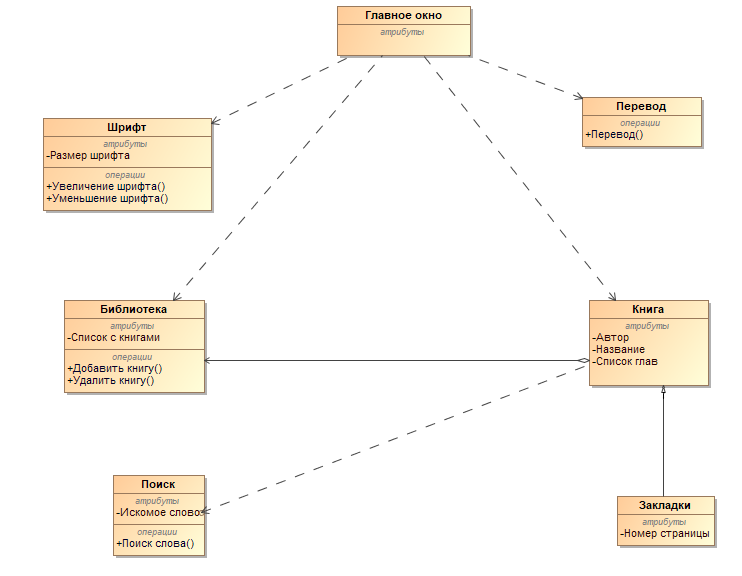 Главное окно
атрибуты
Перевод
операции
+Перевод()
Шрифт
атрибуты
-Размер шрифта
операции
+Увеличение шрифта()
+Уменьшение шрифта()
Библиотека
атрибуты
-Список с книгами
операции
+Добавить книгу()
+Удалить книгу()
Книга
атрибуты
-Автор
-Название
-Список глав
Поиск
атрибуты
-Искомое слово
операции
+Поиск слова()
Закладки
атрибуты
-Номер страницы